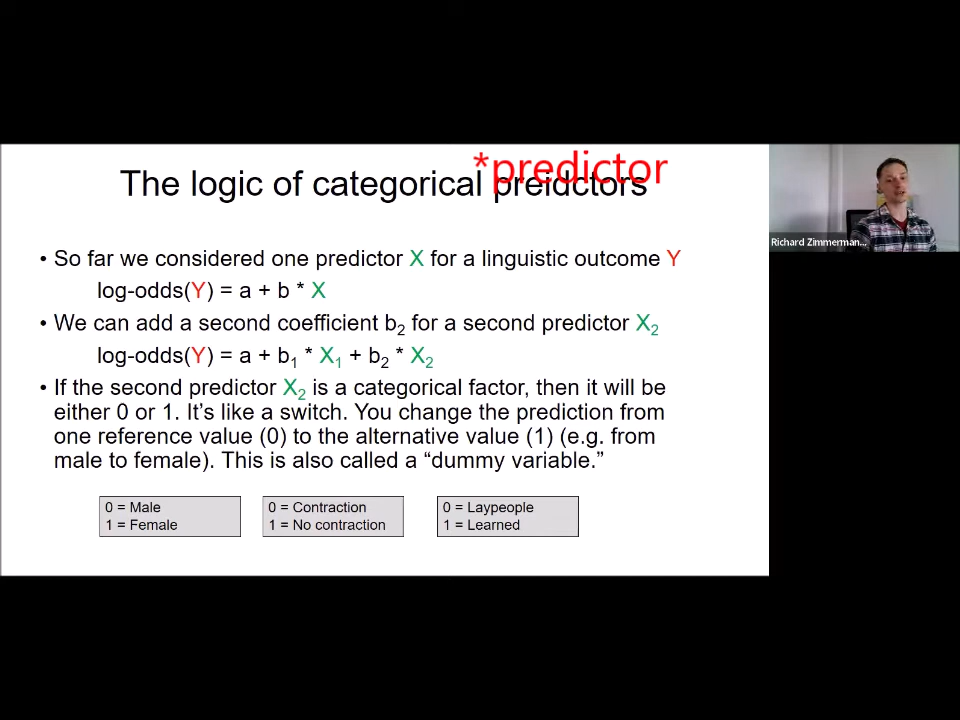 *predictor
The logic of categorical preidctors
• So far we considered one predictor X for a linguistic outcome Y
log-odds(Y) = a + b * X
• We can add a second coefficient b₂ for a second predictor X₂
log-odds(Y) = a + b₁ * X₁ + b₂ * X₂
• If the second predictor X₂ is a categorical factor, then it will be
either 0 or 1. It’s like a switch. You change the prediction from
one reference value (0) to the alternative value (1) (e.g. from
male to female). This is also called a “dummy variable.”
0 = Male
1 = Female
0 = Contraction
1 = No contraction
0 = Laypeople
1 = Learned
Richard Zimmerman...